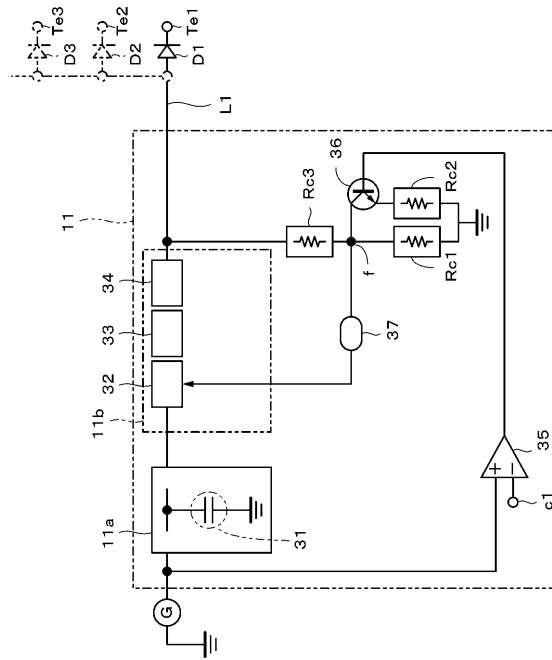 Te3
Te2
Te1
D3
D2
D1
L1
11
36
Rc3
Rc2
Rc1
f
34
33
32
37
11b
11a
31
35
+
−
c1
G